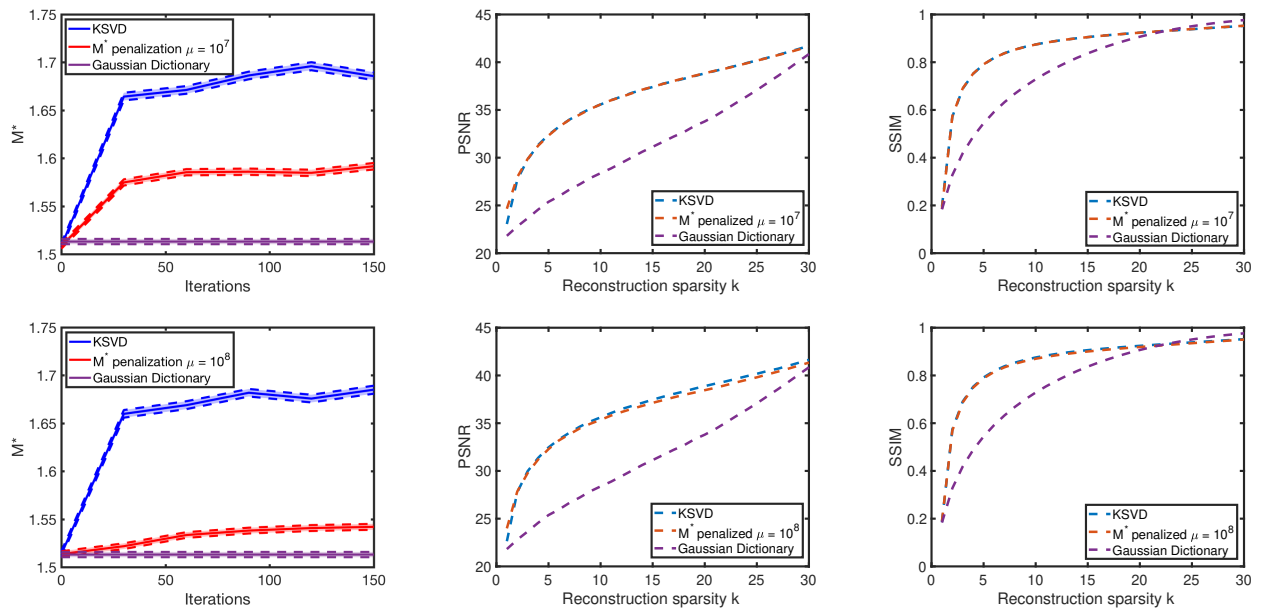 1.75
1.7
1.65
1.6
1.55
1.5
M*
0
50
100
150
Iterations
KSVD
M* penalization μ = 10^7
Gaussian Dictionary
45
40
35
30
25
20
PSNR
0
5
10
15
20
25
30
Reconstruction sparsity k
KSVD
M* penalized μ = 10^7
Gaussian Dictionary
1
0.8
0.6
0.4
0.2
0
SSIM
0
5
10
15
20
25
30
Reconstruction sparsity k
KSVD
M* penalized μ = 10^7
Gaussian Dictionary
1.75
1.7
1.65
1.6
1.55
1.5
M*
0
50
100
150
Iterations
KSVD
M* penalization μ = 10^8
Gaussian Dictionary
45
40
35
30
25
20
PSNR
0
5
10
15
20
25
30
Reconstruction sparsity k
KSVD
M* penalized μ = 10^8
Gaussian Dictionary
1
0.8
0.6
0.4
0.2
0
SSIM
0
5
10
15
20
25
30
Reconstruction sparsity k
KSVD
M* penalized μ = 10^8
Gaussian Dictionary